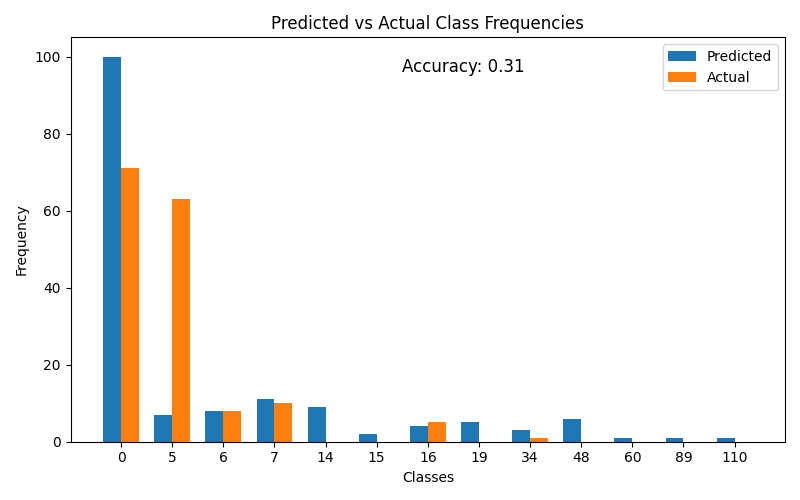 Predicted vs Actual Class Frequencies
Accuracy: 0.31
Predicted
Actual
Frequency
100
80
60
40
20
0
0 5 6 7 14 15 16 19 34 48 60 89 110
Classes